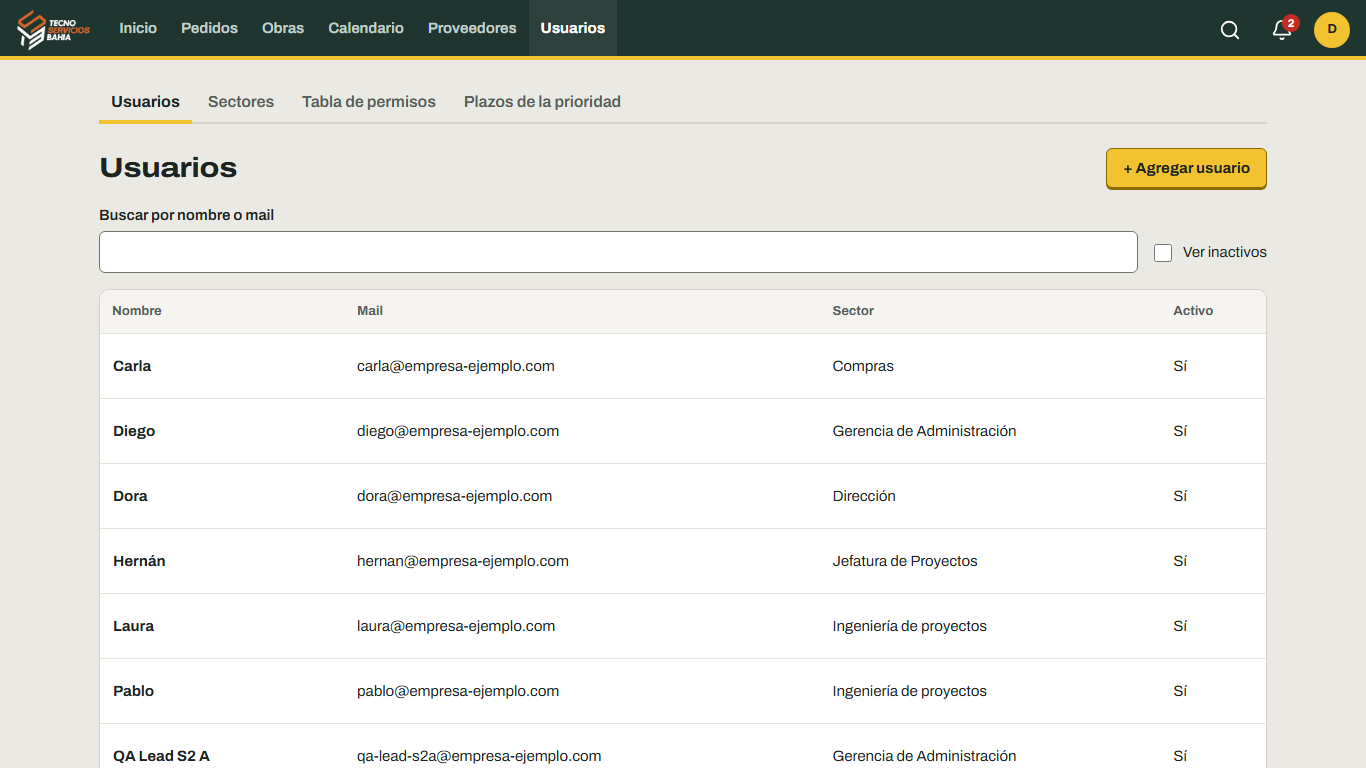 TECNO
SERVICIOS
BAHIA
Inicio
Pedidos
Obras
Calendario
Proveedores
Usuarios
2
D
Usuarios
Sectores
Tabla de permisos
Plazos de la prioridad
Usuarios
+ Agregar usuario
Buscar por nombre o mail
Ver inactivos
Nombre Mail Sector Activo
Carla carla@empresa-ejemplo.com Compras Sí
Diego diego@empresa-ejemplo.com Gerencia de Administración Sí
Dora dora@empresa-ejemplo.com Dirección Sí
Hernán hernan@empresa-ejemplo.com Jefatura de Proyectos Sí
Laura laura@empresa-ejemplo.com Ingeniería de proyectos Sí
Pablo pablo@empresa-ejemplo.com Ingeniería de proyectos Sí
QA Lead S2 A qa-lead-s2a@empresa-ejemplo.com Gerencia de Administración Sí